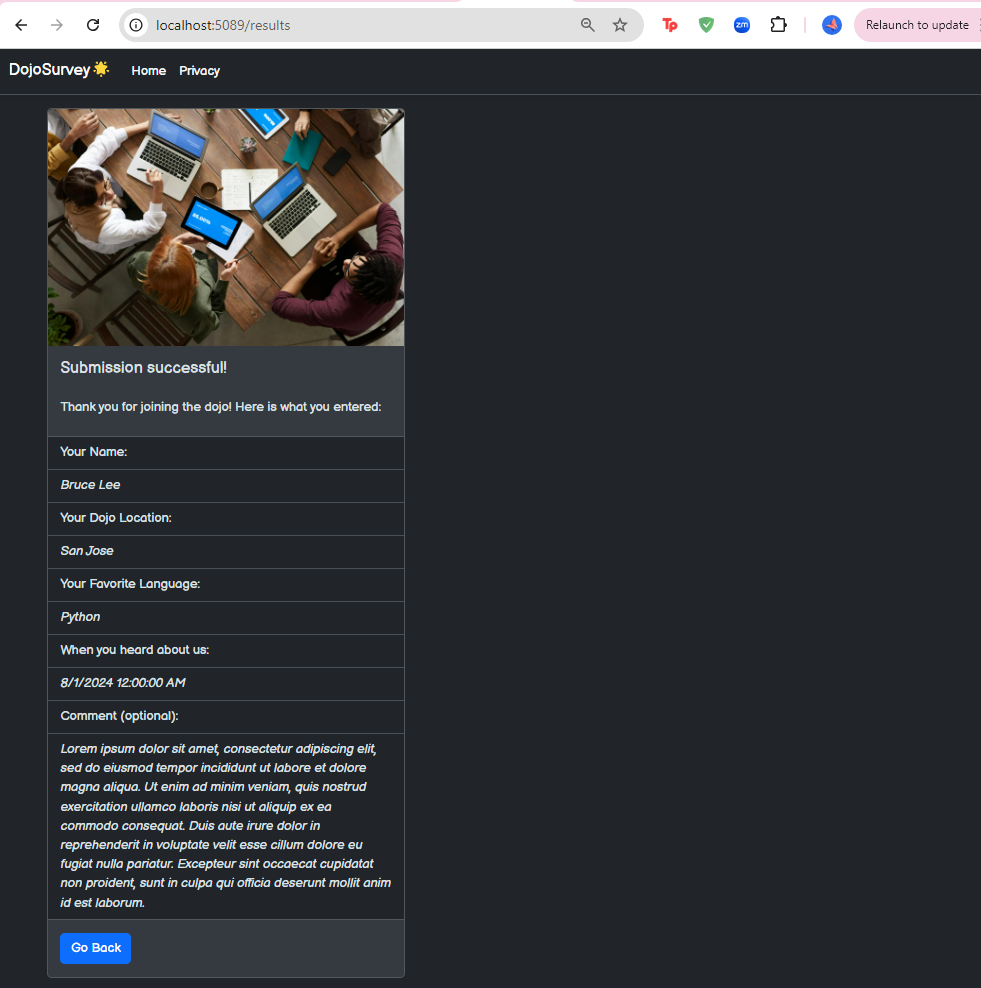 localhost:5089/results
Tp
zm
Relaunch to update
DojoSurvey🌟 Home Privacy
Submission successful!
Thank you for joining the dojo! Here is what you entered:
Your Name:
Bruce Lee
Your Dojo Location:
San Jose
Your Favorite Language:
Python
When you heard about us:
8/1/2024 12:00:00 AM
Comment (optional):
Lorem ipsum dolor sit amet, consectetur adipiscing elit,
sed do eiusmod tempor incididunt ut labore et dolore
magna aliqua. Ut enim ad minim veniam, quis nostrud
exercitation ullamco laboris nisi ut aliquip ex ea
commodo consequat. Duis aute irure dolor in
reprehenderit in voluptate velit esse cillum dolore eu
fugiat nulla pariatur. Excepteur sint occaecat cupidatat
non proident, sunt in culpa qui officia deserunt mollit anim
id est laborum.
Go Back